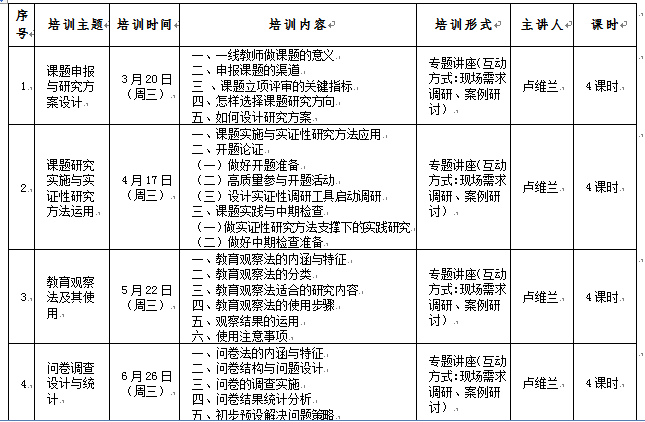 序号 培训主题 培训时间 培训内容 培训形式 主讲人 课时
1.
课题申报
与研究方
案设计
3月20日
（周三）
一、一线教师做课题的意义
二、申报课题的渠道
三、课题立项评审的关键指标
四、怎样选择课题研究方向
五、如何设计研究方案
专题讲座(互动
方式:现场需求
调研、案例研
讨）
卢维兰
4课时
2.
课题研究
实施与实
证性研究
方法运用
4月17日
（周三）
一、课题实施与实证性研究方法应用
二、开题论证
（一）做好开题准备
（二）高质量参与开题活动
（三）设计实证性调研工具启动调研
三、课题实践与中期检查
（一)做实证性研究方法支撑下的实践研究
（二）做好中期检查准备
专题讲座(互动
方式:现场需求
调研、案例研
讨）
卢维兰
4课时
3.
教育观察
法及其使
用
5月22日
（周三）
一、教育观察法的内涵与特征
二、教育观察法的分类
三、教育观察法适合的研究内容
四、教育观察法的使用步骤
五、观察结果的运用
六、使用注意事项
专题讲座(互动
方式:现场需求
调研、案例研
讨）
卢维兰
4课时
4.
问卷调查
设计与统
计
6月26日
（周三）
一、问卷法的内涵与特征
二、问卷结构与问题设计
三、问卷的调查实施
四、问卷结果统计分析
五、初步预设解决问题策略
专题讲座(互动
方式:现场需求
调研、案例研
讨）
卢维兰
4课时